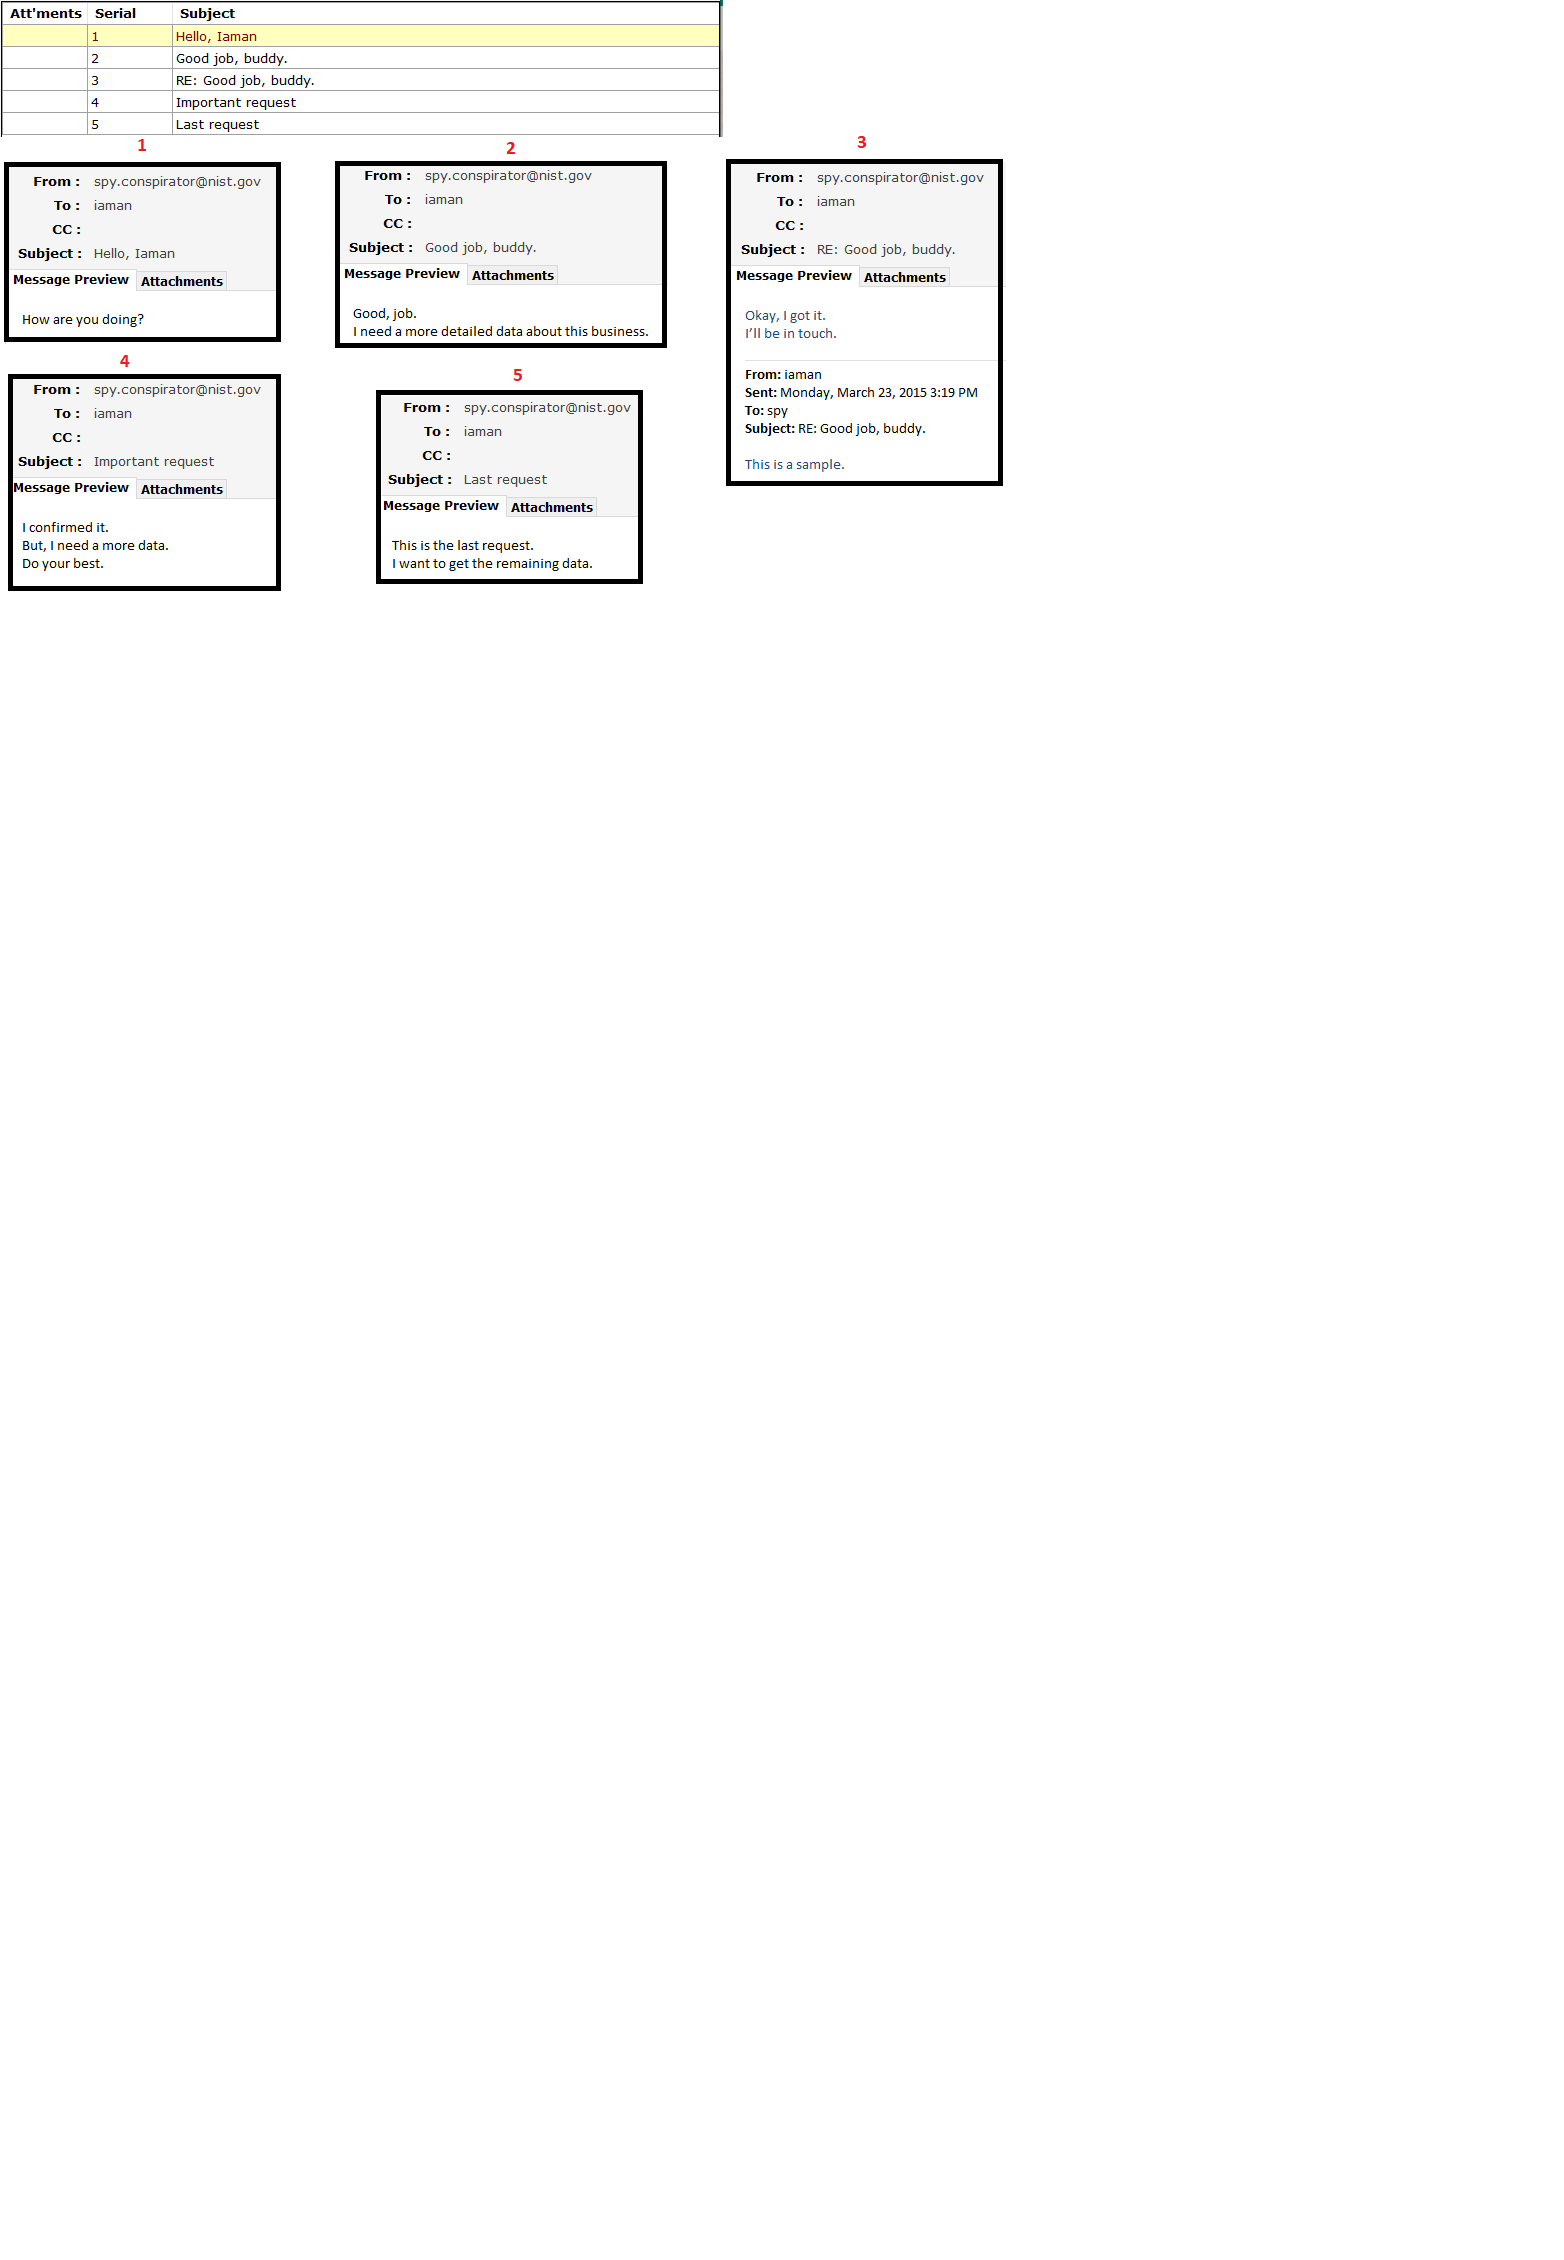 Att'ments Serial Subject
1 Hello, Iaman
2 Good job, buddy.
3 RE: Good job, buddy.
4 Important request
5 Last request
1
From : spy.conspirator@nist.gov
To : iaman
CC :
Subject : Hello, Iaman
Message Preview Attachments
How are you doing?
2
From : spy.conspirator@nist.gov
To : iaman
CC :
Subject : Good job, buddy.
Message Preview Attachments
Good, job.
I need a more detailed data about this business.
3
From : spy.conspirator@nist.gov
To : iaman
CC :
Subject : RE: Good job, buddy.
Message Preview Attachments
Okay, I got it.
I’ll be in touch.
From: iaman
Sent: Monday, March 23, 2015 3:19 PM
To: spy
Subject: RE: Good job, buddy.
This is a sample.
4
From : spy.conspirator@nist.gov
To : iaman
CC :
Subject : Important request
Message Preview Attachments
I confirmed it.
But, I need a more data.
Do your best.
5
From : spy.conspirator@nist.gov
To : iaman
CC :
Subject : Last request
Message Preview Attachments
This is the last request.
I want to get the remaining data.